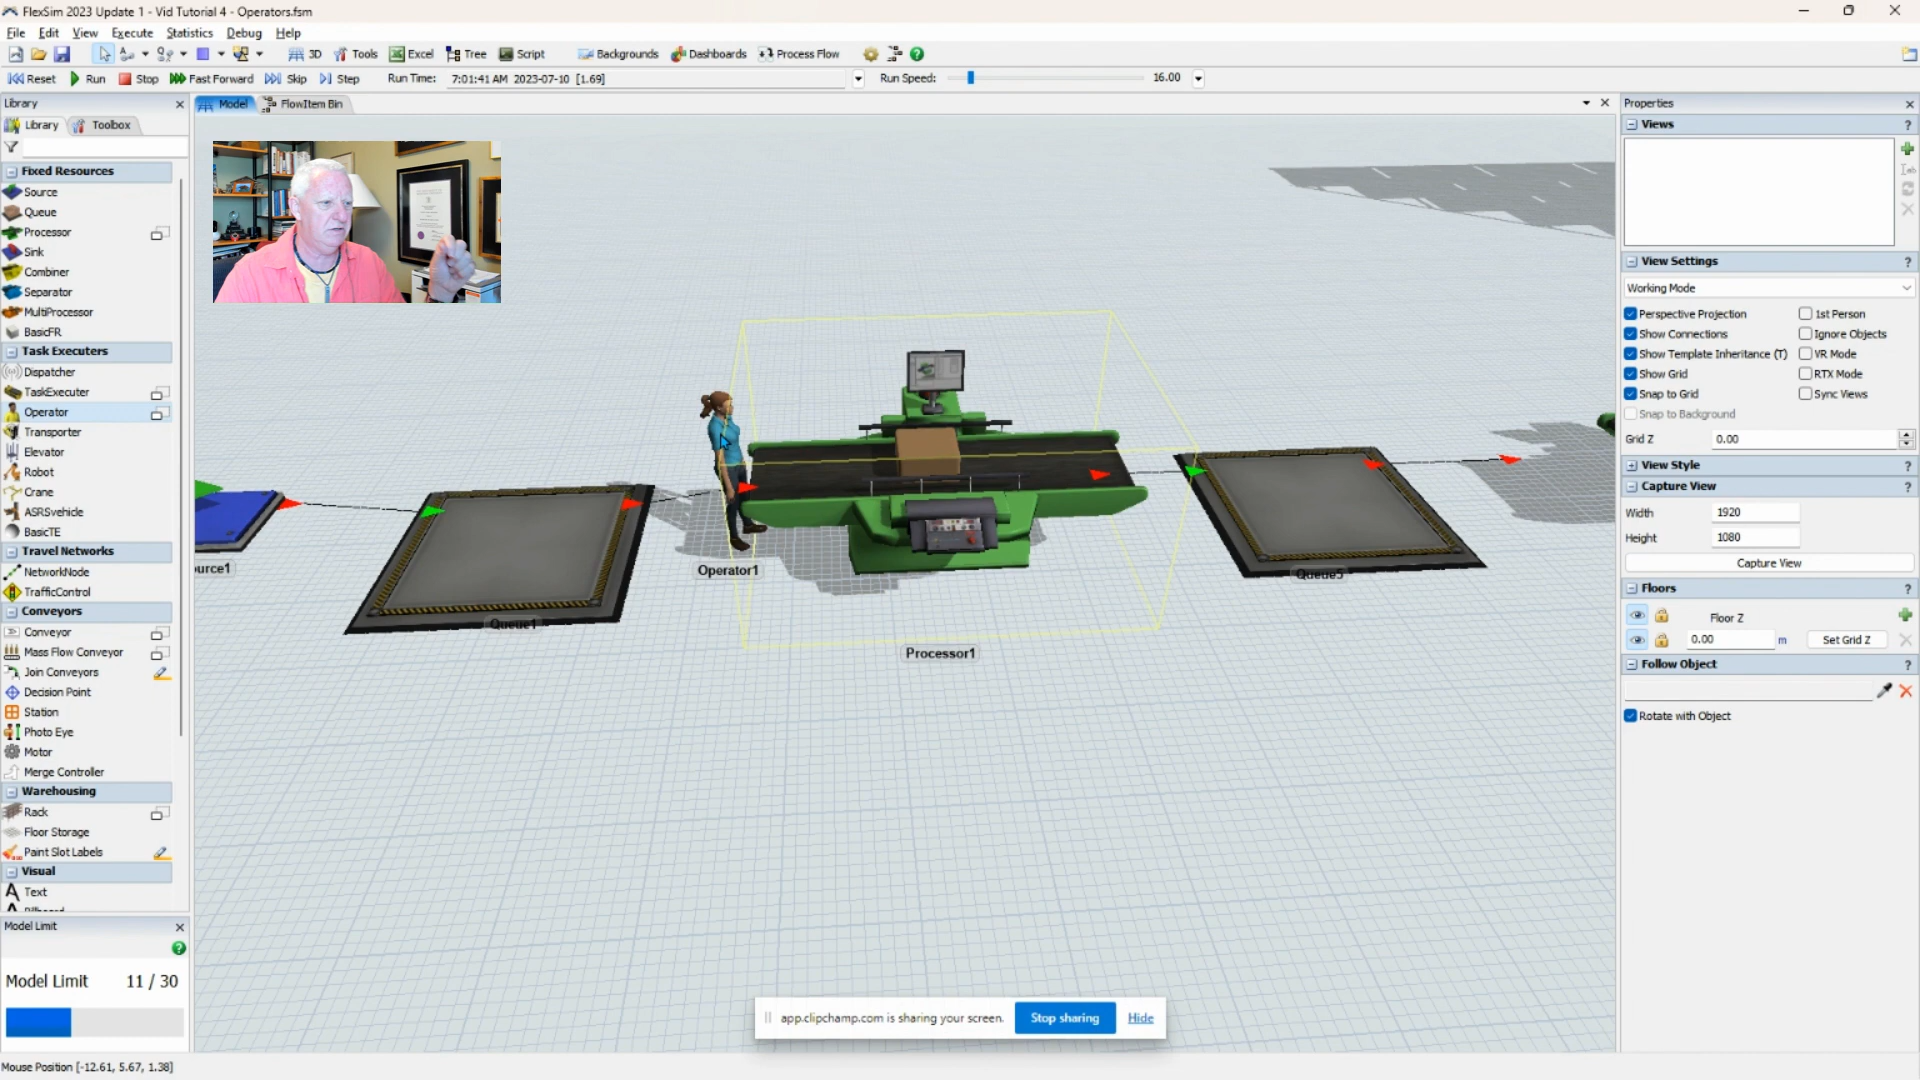 FlexSim 2023 Update 1 - Vid Tutorial 4 - Operators.fsm
File Edit View Execute Statistics Debug Help
3D Tools Excel Tree Script Backgrounds Dashboards Process Flow
Reset Run Stop Fast Forward Skip Step Run Time: 7:01:41 AM 2023-07-10 [1.69] Run Speed: 16.00
Library
Library Toolbox
Fixed Resources
Source
Queue
Processor
Sink
Combiner
Separator
MultiProcessor
BasicFR
Task Executers
Dispatcher
TaskExecuter
Operator
Transporter
Elevator
Robot
Crane
ASRSvehicle
BasicTE
Travel Networks
NetworkNode
TrafficControl
Conveyors
Conveyor
Mass Flow Conveyor
Join Conveyors
Decision Point
Station
Photo Eye
Motor
Merge Controller
Warehousing
Rack
Floor Storage
Paint Slot Labels
Visual
Text
Model Limit
Model Limit 11 / 30
Mouse Position [-12.61, 5.67, 1.38]
Model FlowItem Bin
urce1
Queue1
Operator1
Processor1
Queue5
app.clipchamp.com is sharing your screen. Stop sharing Hide
Properties
Views ?
View Settings ?
Working Mode
Perspective Projection 1st Person
Show Connections Ignore Objects
Show Template Inheritance (T) VR Mode
Show Grid RTX Mode
Snap to Grid Sync Views
Snap to Background
Grid Z 0.00
View Style ?
Capture View ?
Width 1920
Height 1080
Capture View
Floors ?
Floor Z
0.00 m Set Grid Z
Follow Object ?
Rotate with Object